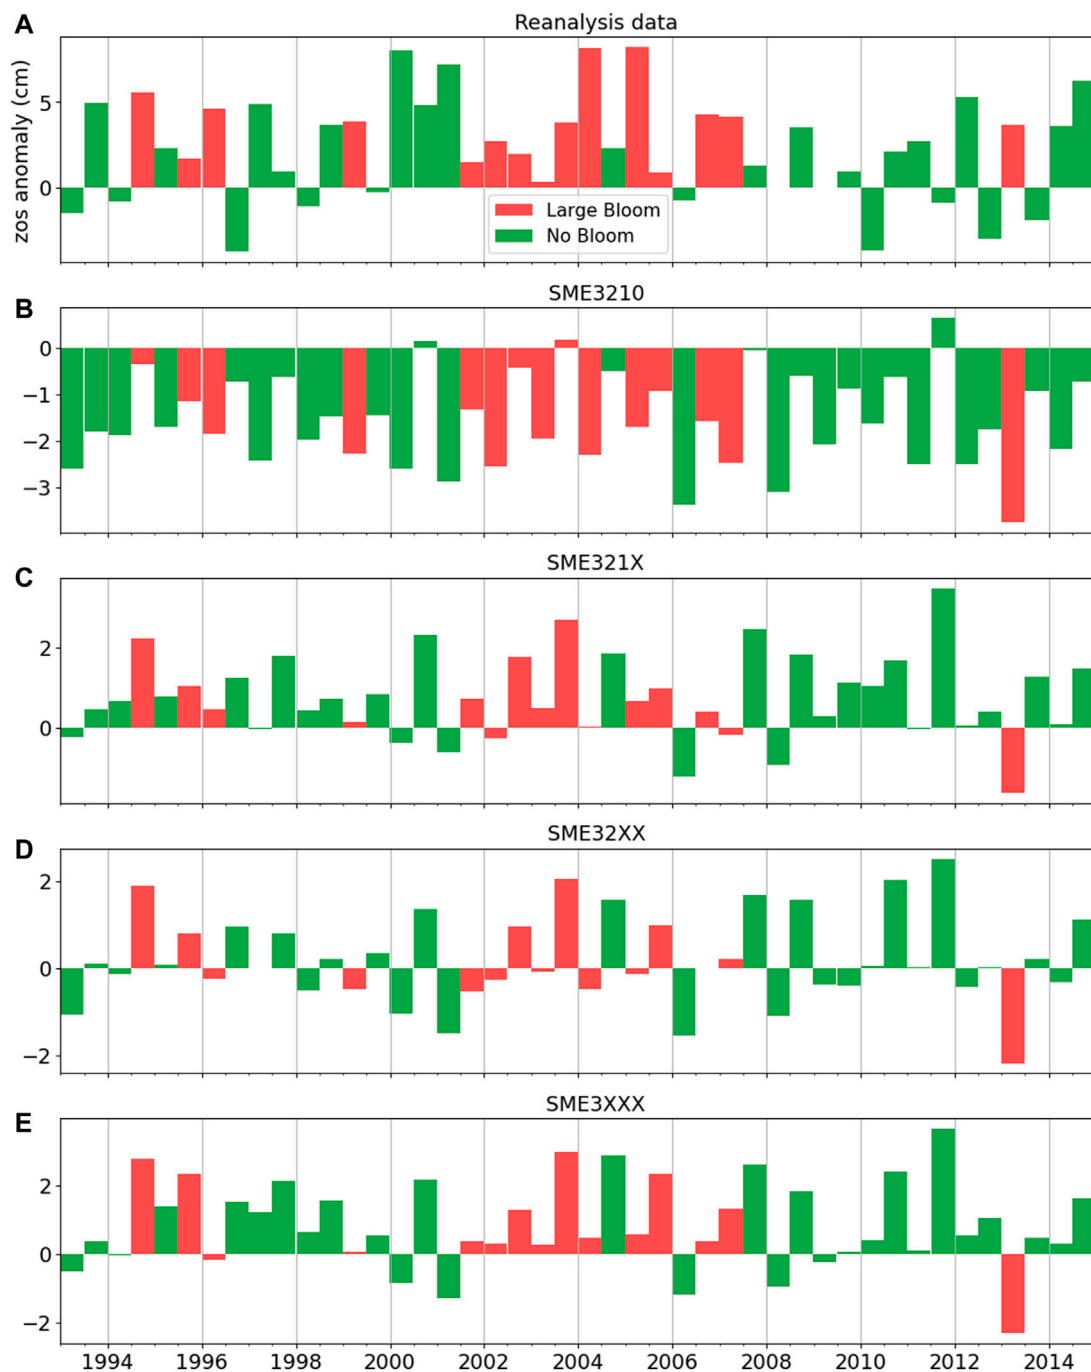 A
Reanalysis data
zos anomaly (cm)
5
0
Large Bloom
No Bloom
B
SME3210
0
−1
−2
−3
C
SME321X
2
0
D
SME32XX
2
0
−2
E
SME3XXX
2
0
−2
1994 1996 1998 2000 2002 2004 2006 2008 2010 2012 2014